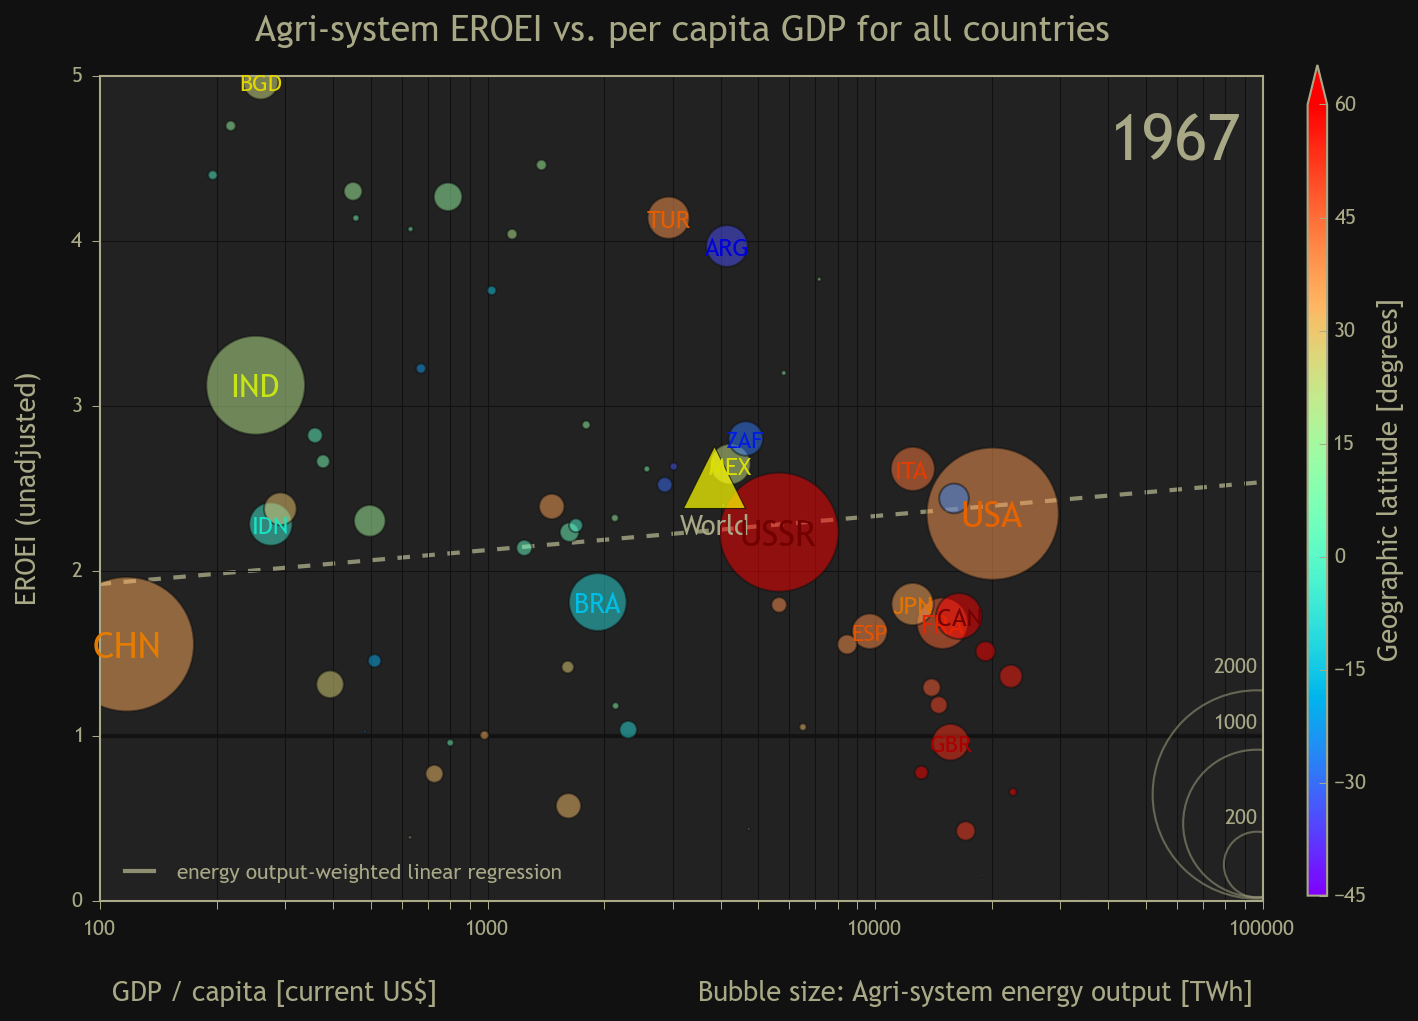 Agri-system EROEI vs. per capita GDP for all countries
1967
EROEI (unadjusted)
5
4
3
2
1
0
BGD
TUR
ARG
IND
ZAF
MEX
ITA
World
USSR
USA
IDN
CHN
BRA
JPN
FRA
CAN
ESP
GBR
2000
1000
200
energy output-weighted linear regression
100
1000
10000
100000
GDP / capita [current US$]
Bubble size: Agri-system energy output [TWh]
60
45
30
15
0
−15
−30
−45
Geographic latitude [degrees]